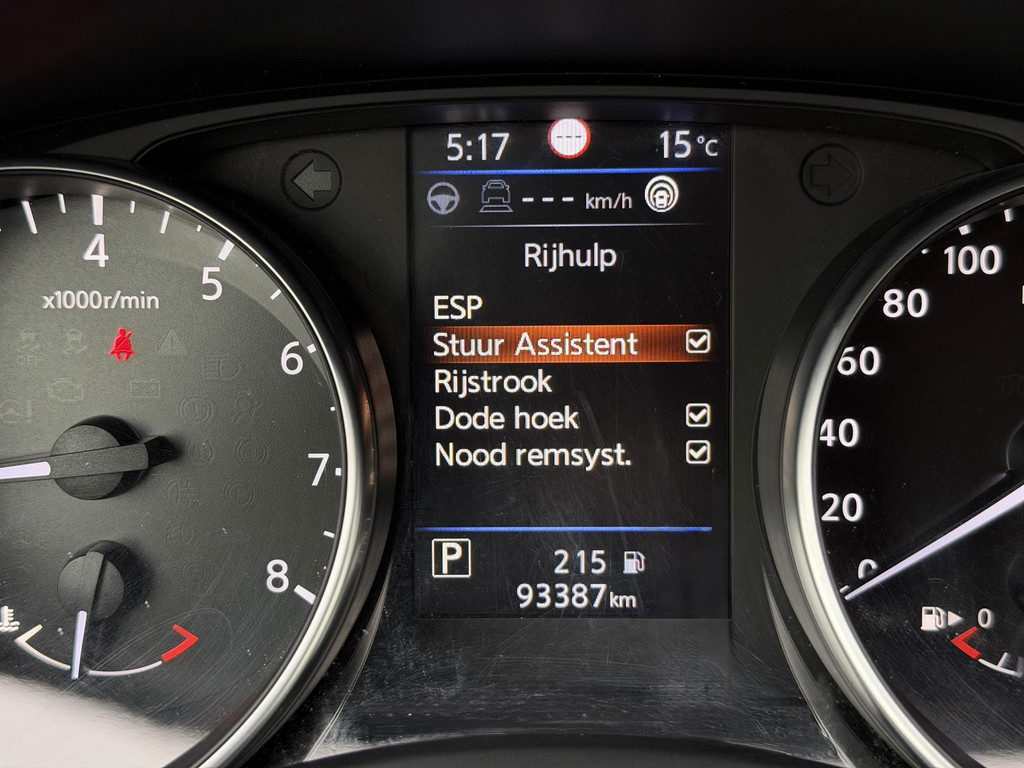 5:17 --- 15°C
--- km/h
Rijhulp
ESP
Stuur Assistent
Rijstrook
Dode hoek
Nood remsyst.
P 215
93387 km
4
5
x1000r/min
6
7
8
100
80
60
40
20
0
0